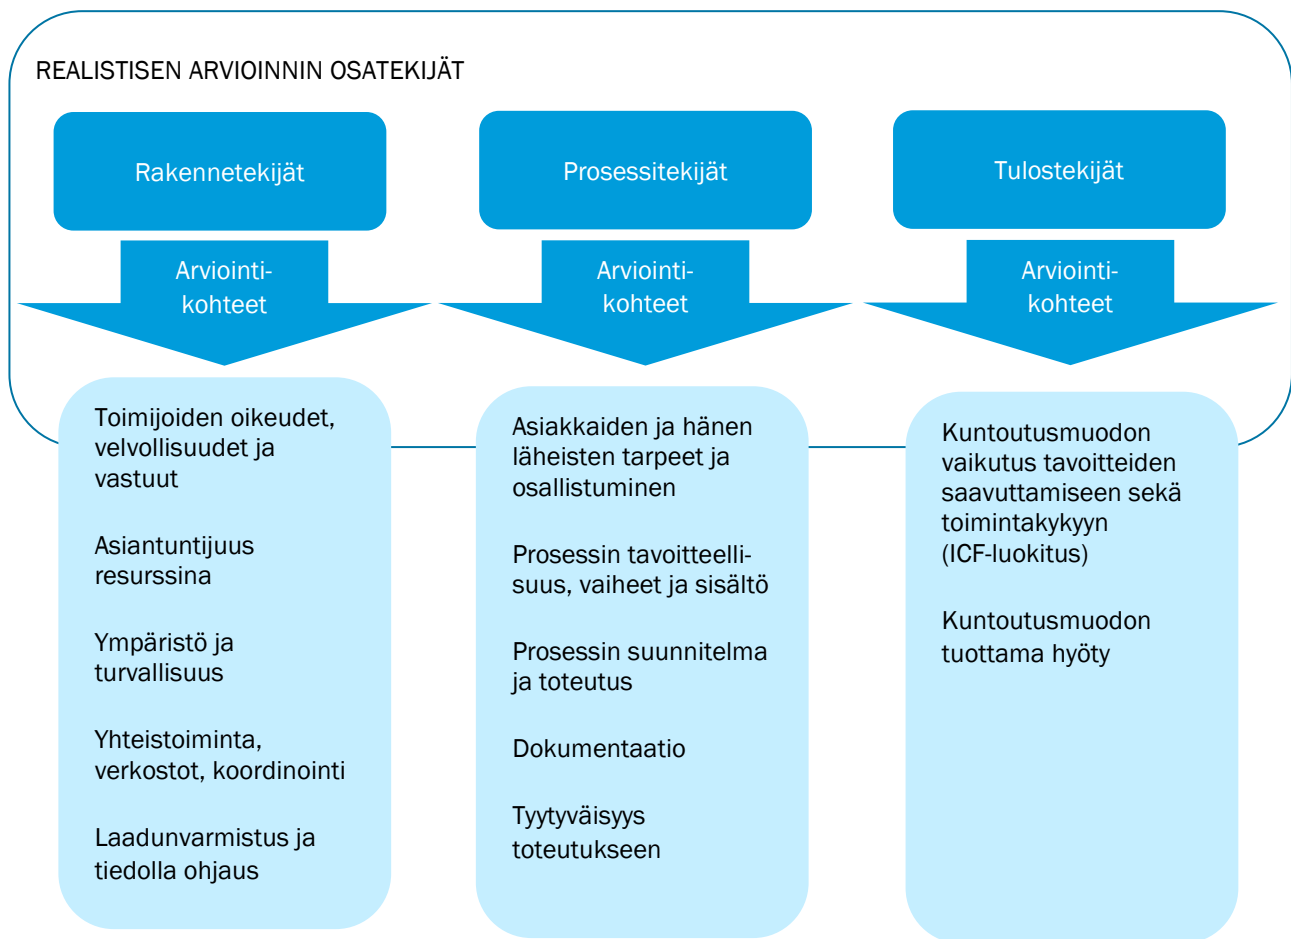 REALISTISEN ARVIOINNIN OSATEKIJÄT
Rakennetekijät
Prosessitekijät
Tulostekijät
Arviointi-
kohteet
Arviointi-
kohteet
Arviointi-
kohteet
Toimijoiden oikeudet,
velvollisuudet ja
vastuut
Asiantuntijuus
resurssina
Ympäristö ja
turvallisuus
Yhteistoiminta,
verkostot, koordinointi
Laadunvarmistus ja
tiedolla ohjaus
Asiakkaiden ja hänen
läheisten tarpeet ja
osallistuminen
Prosessin tavoitteelli-
suus, vaiheet ja sisältö
Prosessin suunnitelma
ja toteutus
Dokumentaatio
Tyytyväisyys
toteutukseen
Kuntoutusmuodon
vaikutus tavoitteiden
saavuttamiseen sekä
toimintakykyyn
(ICF-luokitus)
Kuntoutusmuodon
tuottama hyöty